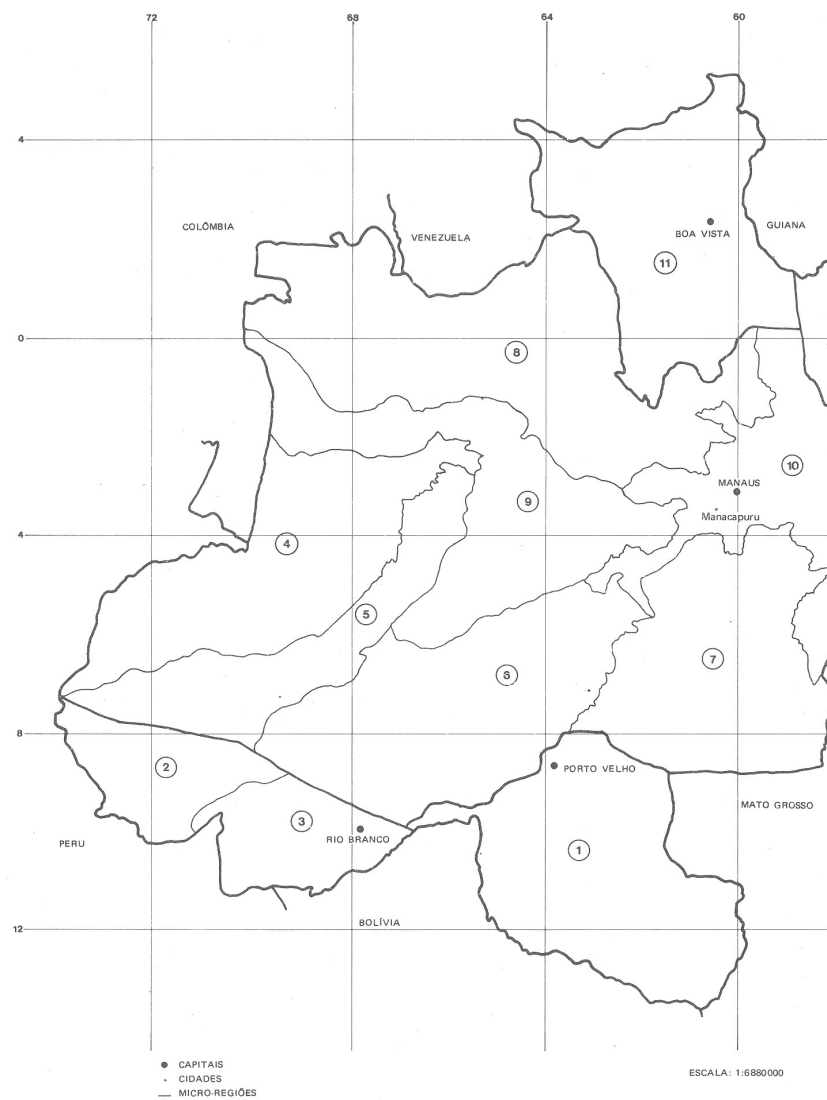 72 68 64 60
4
COLÔMBIA
VENEZUELA
BOA VISTA
GUIANA
11
0
8
10
MANAUS
9
Manacapuru
4
4
5
7
6
8
2
PORTO VELHO
MATO GROSSO
3
RIO BRANCO
PERU
1
BOLÍVIA
12
CAPITAIS
CIDADES
MICRO-REGIÕES
ESCALA: 1:6880000